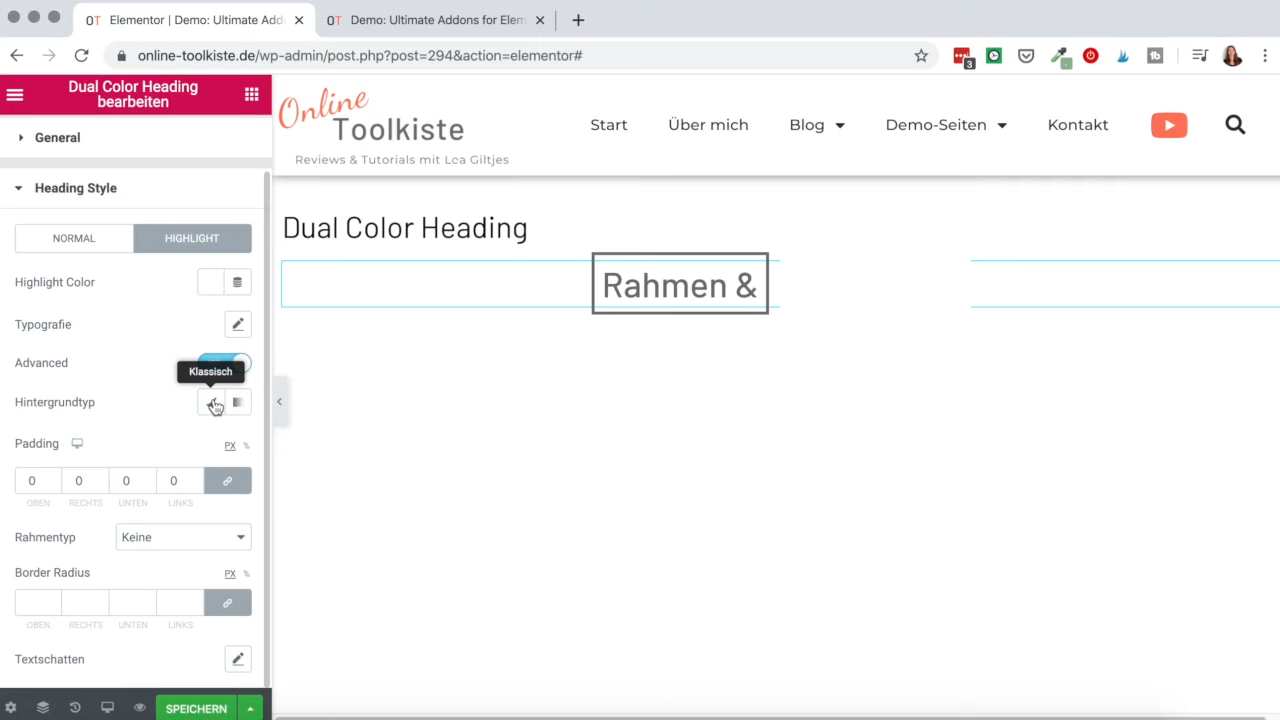 Elementor | Demo: Ultimate Add
Demo: Ultimate Addons for Elem
online-toolkiste.de/wp-admin/post.php?post=294&action=elementor#
3
Dual Color Heading
bearbeiten
General
Heading Style
NORMAL
HIGHLIGHT
Highlight Color
Typografie
Advanced
Klassisch
Hintergrundtyp
Padding
PX %
0 0 0 0
OBEN RECHTS UNTEN LINKS
Rahmentyp
Keine
Border Radius
PX %
OBEN RECHTS UNTEN LINKS
Textschatten
SPEICHERN
Online
Toolkiste
Reviews & Tutorials mit Lea Giltjes
Start
Über mich
Blog
Demo-Seiten
Kontakt
Dual Color Heading
Rahmen &